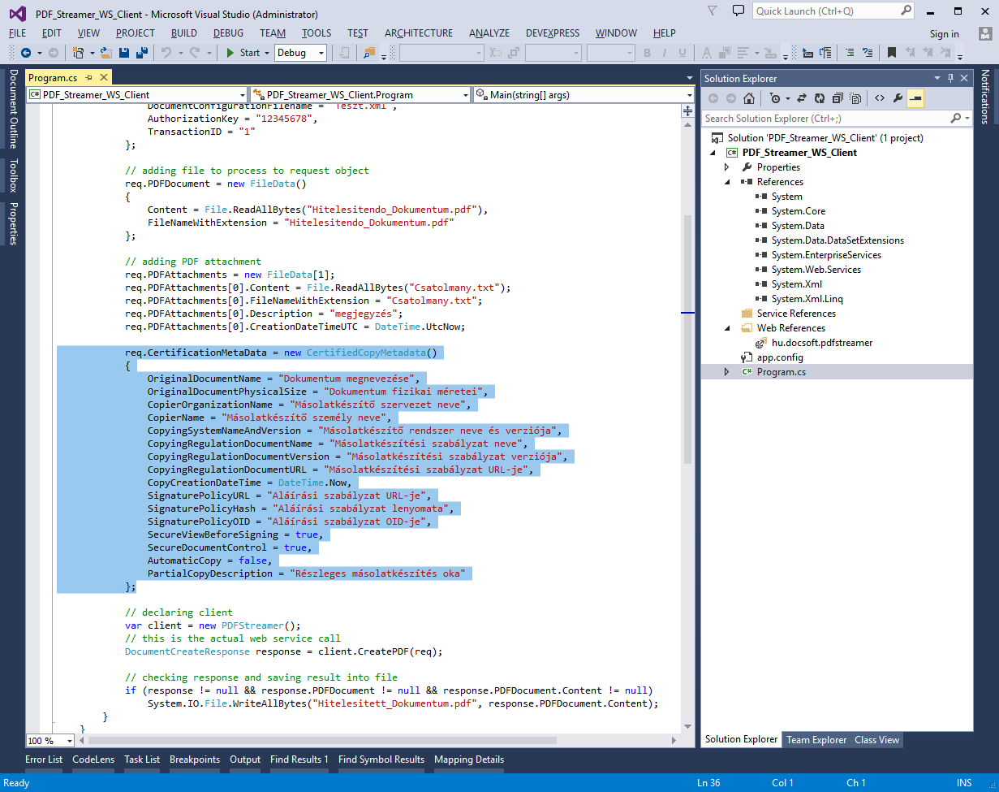 PDF_Streamer_WS_Client - Microsoft Visual Studio (Administrator)
Quick Launch (Ctrl+Q)
FILE EDIT VIEW PROJECT BUILD DEBUG TEAM TOOLS TEST ARCHITECTURE ANALYZE DEVEXPRESS WINDOW HELP
Sign in
Start Debug
Document Outline
Toolbox
Properties
Program.cs
PDF_Streamer_WS_Client PDF_Streamer_WS_Client.Program Main(string[] args)
DocumentConfigurationFilename = "Teszt.xml",
AuthorizationKey = "12345678",
TransactionID = "1"
};
// adding file to process to request object
req.PDFDocument = new FileData()
{
Content = File.ReadAllBytes("Hitelesitendo_Dokumentum.pdf"),
FileNameWithExtension = "Hitelesitendo_Dokumentum.pdf"
};
// adding PDF attachment
req.PDFAttachments = new FileData[1];
req.PDFAttachments[0].Content = File.ReadAllBytes("Csatolmany.txt");
req.PDFAttachments[0].FileNameWithExtension = "Csatolmany.txt";
req.PDFAttachments[0].Description = "megjegyzés";
req.PDFAttachments[0].CreationDateTimeUTC = DateTime.UtcNow;
req.CertificationMetaData = new CertifiedCopyMetadata()
{
OriginalDocumentName = "Dokumentum megnevezése",
OriginalDocumentPhysicalSize = "Dokumentum fizikai méretei",
CopierOrganizationName = "Másolatkészítő szervezet neve",
CopierName = "Másolatkészítő személy neve",
CopyingSystemNameAndVersion = "Másolatkészítő rendszer neve és verziója",
CopyingRegulationDocumentName = "Másolatkészítési szabályzat neve",
CopyingRegulationDocumentVersion = "Másolatkészítési szabályzat verziója",
CopyingRegulationDocumentURL = "Másolatkészítési szabályzat URL-je",
CopyCreationDateTime = DateTime.Now,
SignaturePolicyURL = "Aláírási szabályzat URL-je",
SignaturePolicyHash = "Aláírási szabályzat lenyomata",
SignaturePolicyOID = "Aláírási szabályzat OID-je",
SecureViewBeforeSigning = true,
SecureDocumentControl = true,
AutomaticCopy = false,
PartialCopyDescription = "Részleges másolatkészítés oka"
};
// declaring client
var client = new PDFStreamer();
// this is the actual web service call
DocumentCreateResponse response = client.CreatePDF(req);
// checking response and saving result into file
if (response != null && response.PDFDocument != null && response.PDFDocument.Content != null)
System.IO.File.WriteAllBytes("Hitelesitett_Dokumentum.pdf", response.PDFDocument.Content);
}
}
100 %
Solution Explorer
Search Solution Explorer (Ctrl+;)
Solution 'PDF_Streamer_WS_Client' (1 project)
PDF_Streamer_WS_Client
Properties
References
System
System.Core
System.Data
System.Data.DataSetExtensions
System.EnterpriseServices
System.Web.Services
System.Xml
System.Xml.Linq
Service References
Web References
hu.docsoft.pdfstreamer
app.config
Program.cs
Solution Explorer Team Explorer Class View
Notifications
Error List CodeLens Task List Breakpoints Output Find Results 1 Find Symbol Results Mapping Details
Ready Ln 36 Col 1 Ch 1 INS